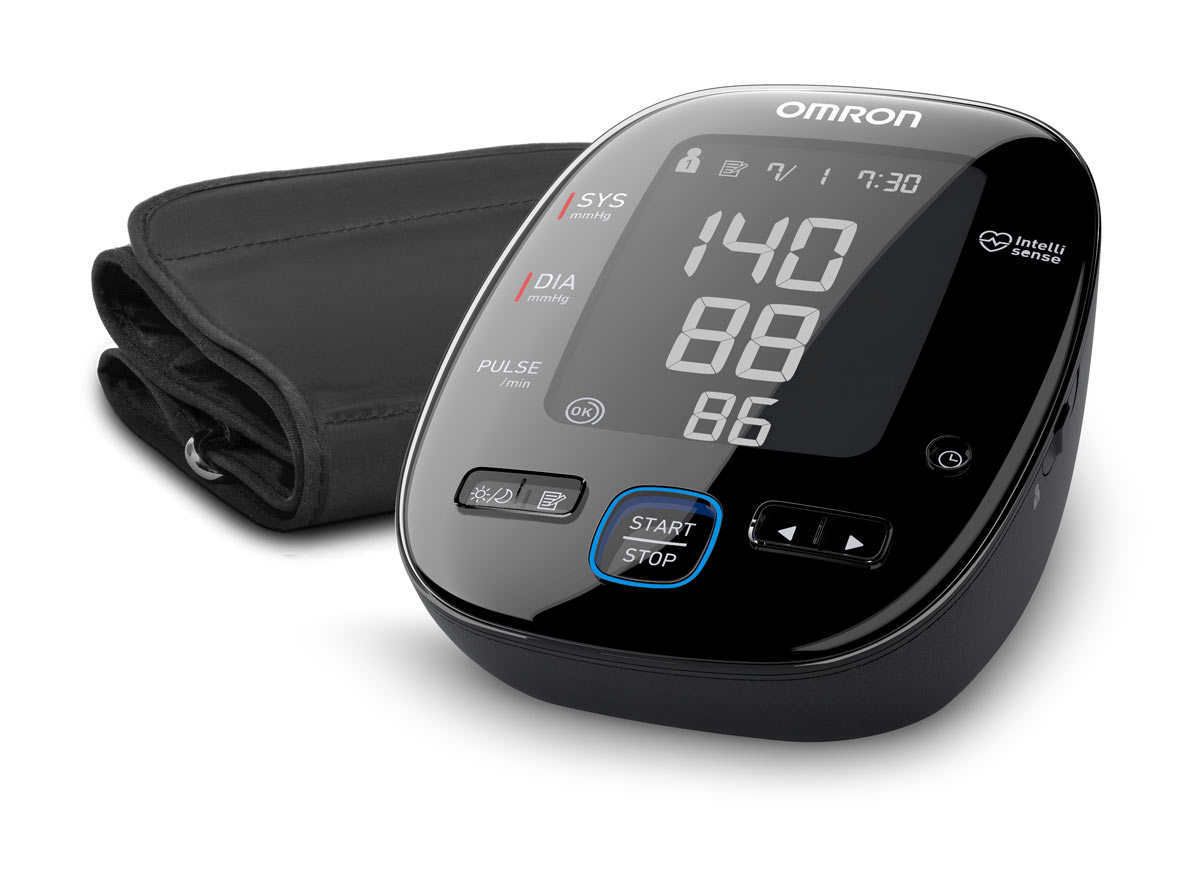 OMRON
1 7/ 1 7:30
SYS
mmHg
140
Intelli
sense
DIA
mmHg
88
PULSE
/min
86
OK
START
STOP